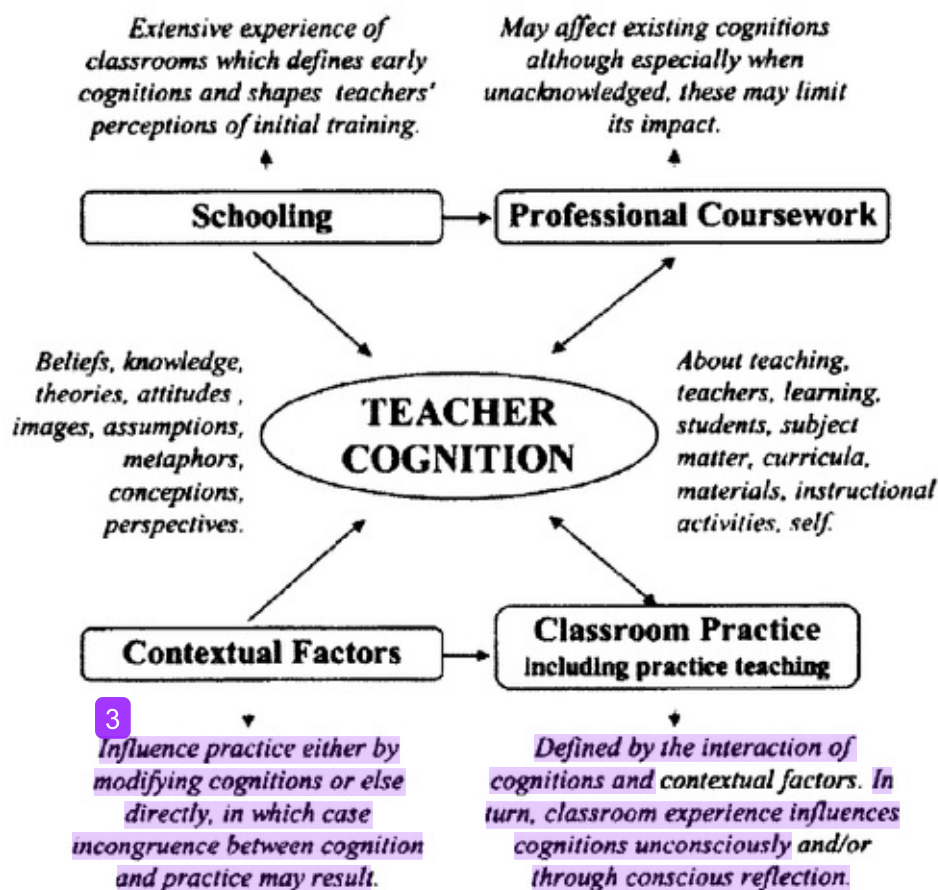 Extensive experience of
classrooms which defines early
cognitions and shapes teachers'
perceptions of initial training.
May affect existing cognitions
although especially when
unacknowledged, these may limit
its impact.
Schooling
Professional Coursework
Beliefs, knowledge,
theories, attitudes ,
images, assumptions,
metaphors,
conceptions,
perspectives.
TEACHER
COGNITION
About teaching,
teachers, learning,
students, subject
matter, curricula,
materials, instructional
activities, self.
Contextual Factors
Classroom Practice
including practice teaching
3
Influence practice either by
modifying cognitions or else
directly, in which case
incongruence between cognition
and practice may result.
Defined by the interaction of
cognitions and contextual factors. In
turn, classroom experience influences
cognitions unconsciously and/or
through conscious reflection.